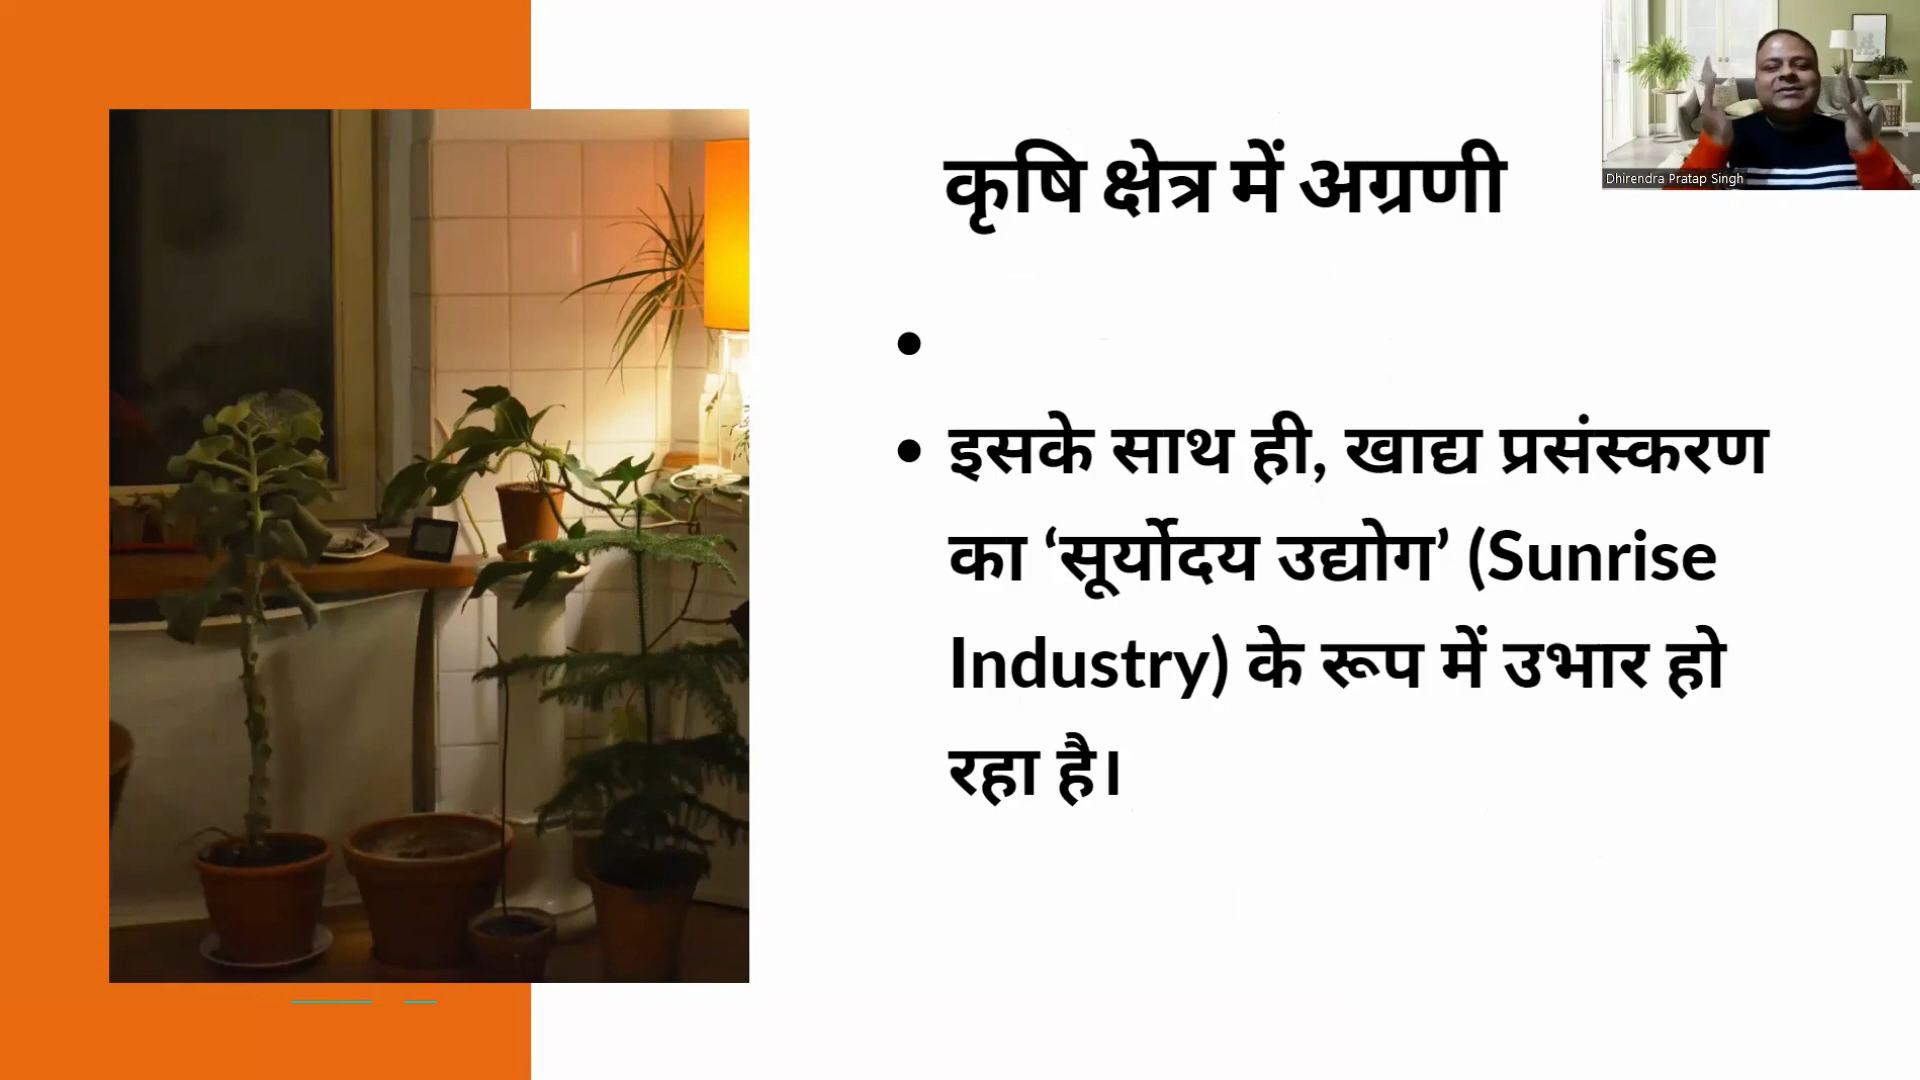 कृषि क्षेत्र में अग्रणी
इसके साथ ही, खाद्य प्रसंस्करण
का ‘सूर्योदय उद्योग’ (Sunrise
Industry) के रूप में उभार हो
रहा है।
Dhirendra Pratap Singh